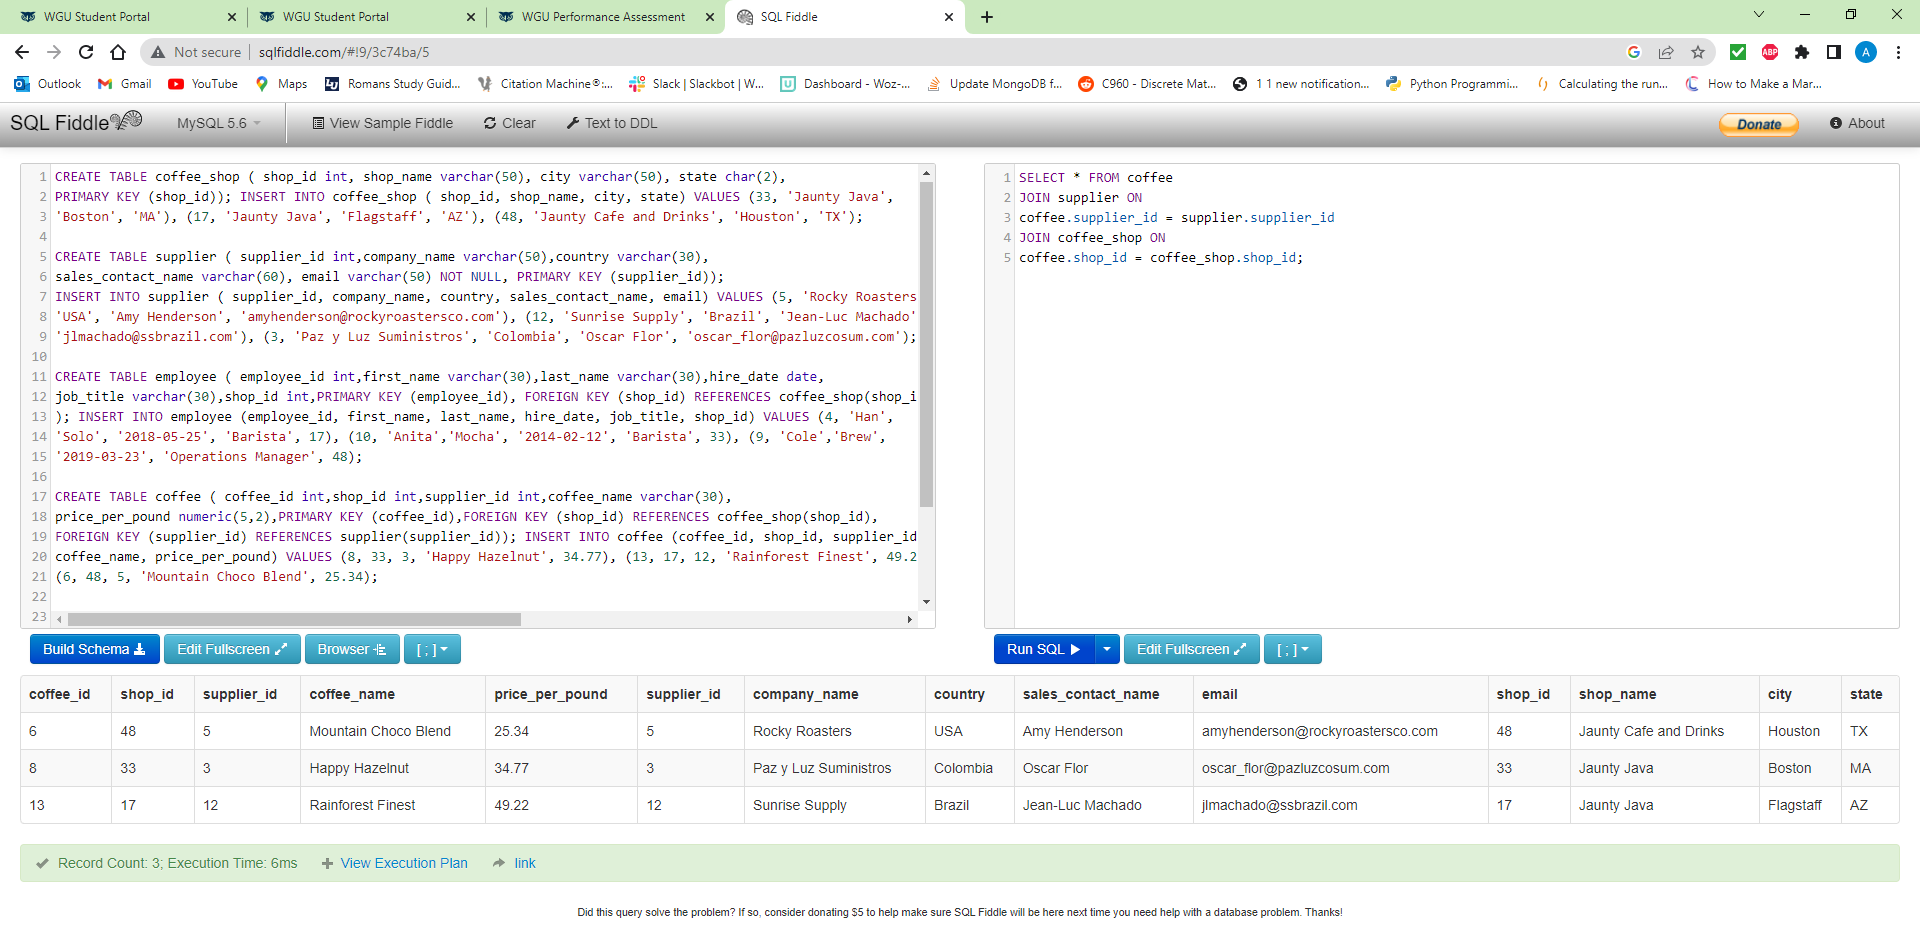 WGU Student Portal
WGU Student Portal
WGU Performance Assessment
SQL Fiddle
Not secure sqlfiddle.com/#!9/3c74ba/5
ABP
A
Outlook Gmail YouTube Maps Romans Study Guid... Citation Machine®:... Slack | Slackbot | W... Dashboard - Woz-... Update MongoDB f... C960 - Discrete Mat... 1 1 new notification... Python Programmi... Calculating the run... How to Make a Mar...
SQL Fiddle MySQL 5.6 View Sample Fiddle Clear Text to DDL Donate About
1 CREATE TABLE coffee_shop ( shop_id int, shop_name varchar(50), city varchar(50), state char(2),
2 PRIMARY KEY (shop_id)); INSERT INTO coffee_shop ( shop_id, shop_name, city, state) VALUES (33, 'Jaunty Java',
3 'Boston', 'MA'), (17, 'Jaunty Java', 'Flagstaff', 'AZ'), (48, 'Jaunty Cafe and Drinks', 'Houston', 'TX');
4
5 CREATE TABLE supplier ( supplier_id int,company_name varchar(50),country varchar(30),
6 sales_contact_name varchar(60), email varchar(50) NOT NULL, PRIMARY KEY (supplier_id));
7 INSERT INTO supplier ( supplier_id, company_name, country, sales_contact_name, email) VALUES (5, 'Rocky Roasters
8 'USA', 'Amy Henderson', 'amyhenderson@rockyroastersco.com'), (12, 'Sunrise Supply', 'Brazil', 'Jean-Luc Machado'
9 'jlmachado@ssbrazil.com'), (3, 'Paz y Luz Suministros', 'Colombia', 'Oscar Flor', 'oscar_flor@pazluzcosum.com');
10
11 CREATE TABLE employee ( employee_id int,first_name varchar(30),last_name varchar(30),hire_date date,
12 job_title varchar(30),shop_id int,PRIMARY KEY (employee_id), FOREIGN KEY (shop_id) REFERENCES coffee_shop(shop_i
13 ); INSERT INTO employee (employee_id, first_name, last_name, hire_date, job_title, shop_id) VALUES (4, 'Han',
14 'Solo', '2018-05-25', 'Barista', 17), (10, 'Anita','Mocha', '2014-02-12', 'Barista', 33), (9, 'Cole','Brew',
15 '2019-03-23', 'Operations Manager', 48);
16
17 CREATE TABLE coffee ( coffee_id int,shop_id int,supplier_id int,coffee_name varchar(30),
18 price_per_pound numeric(5,2),PRIMARY KEY (coffee_id),FOREIGN KEY (shop_id) REFERENCES coffee_shop(shop_id),
19 FOREIGN KEY (supplier_id) REFERENCES supplier(supplier_id)); INSERT INTO coffee (coffee_id, shop_id, supplier_id
20 coffee_name, price_per_pound) VALUES (8, 33, 3, 'Happy Hazelnut', 34.77), (13, 17, 12, 'Rainforest Finest', 49.2
21 (6, 48, 5, 'Mountain Choco Blend', 25.34);
22
23
1 SELECT * FROM coffee
2 JOIN supplier ON
3 coffee.supplier_id = supplier.supplier_id
4 JOIN coffee_shop ON
5 coffee.shop_id = coffee_shop.shop_id;
Build Schema Edit Fullscreen Browser [ ; ]
Run SQL Edit Fullscreen [ ; ]
coffee_id shop_id supplier_id coffee_name price_per_pound supplier_id company_name country sales_contact_name email shop_id shop_name city state
6 48 5 Mountain Choco Blend 25.34 5 Rocky Roasters USA Amy Henderson amyhenderson@rockyroastersco.com 48 Jaunty Cafe and Drinks Houston TX
8 33 3 Happy Hazelnut 34.77 3 Paz y Luz Suministros Colombia Oscar Flor oscar_flor@pazluzcosum.com 33 Jaunty Java Boston MA
13 17 12 Rainforest Finest 49.22 12 Sunrise Supply Brazil Jean-Luc Machado jlmachado@ssbrazil.com 17 Jaunty Java Flagstaff AZ
Record Count: 3; Execution Time: 6ms View Execution Plan link
Did this query solve the problem? If so, consider donating $5 to help make sure SQL Fiddle will be here next time you need help with a database problem. Thanks!